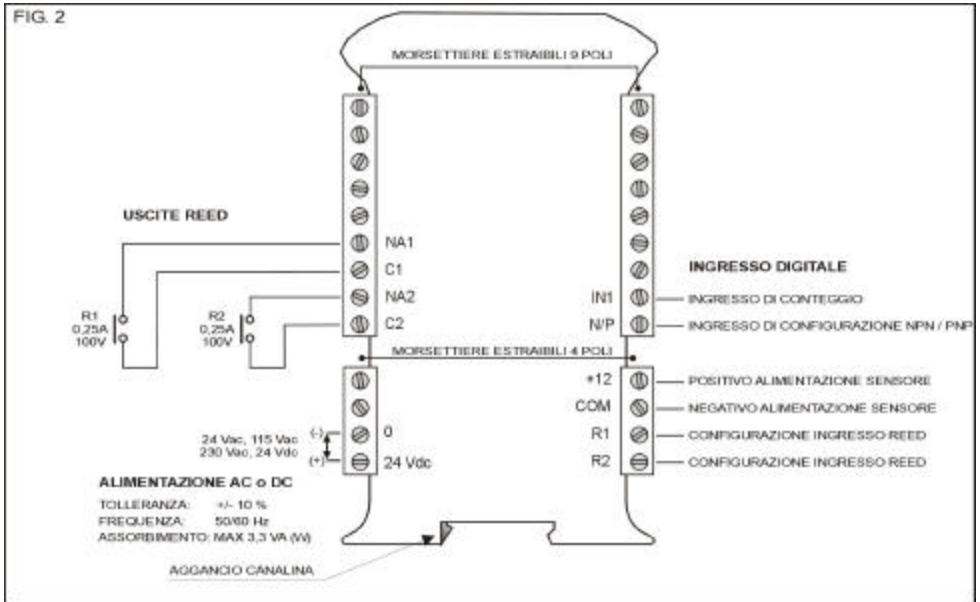 FIG. 2
MORSETTIERE ESTRAIBILI 9 POLI
USCITE REED
NA1
C1
NA2
C2
R1
0,25A
100V
R2
0,25A
100V
INGRESSO DIGITALE
IN1
INGRESSO DI CONTEGGIO
N/P
INGRESSO DI CONFIGURAZIONE NPN / PNP
MORSETTIERE ESTRAIBILI 4 POLI
+12
POSITIVO ALIMENTAZIONE SENSORE
COM
NEGATIVO ALIMENTAZIONE SENSORE
R1
CONFIGURAZIONE INGRESSO REED
R2
CONFIGURAZIONE INGRESSO REED
24 Vac, 115 Vac
230 Vac, 24 Vdc
(-)
(+)
0
24 Vdc
ALIMENTAZIONE AC o DC
TOLLERANZA: +/- 10 %
FREQUENZA: 50/60 Hz
ASSORBIMENTO: MAX 3,3 VA (W)
AGGANCIO CANALINA